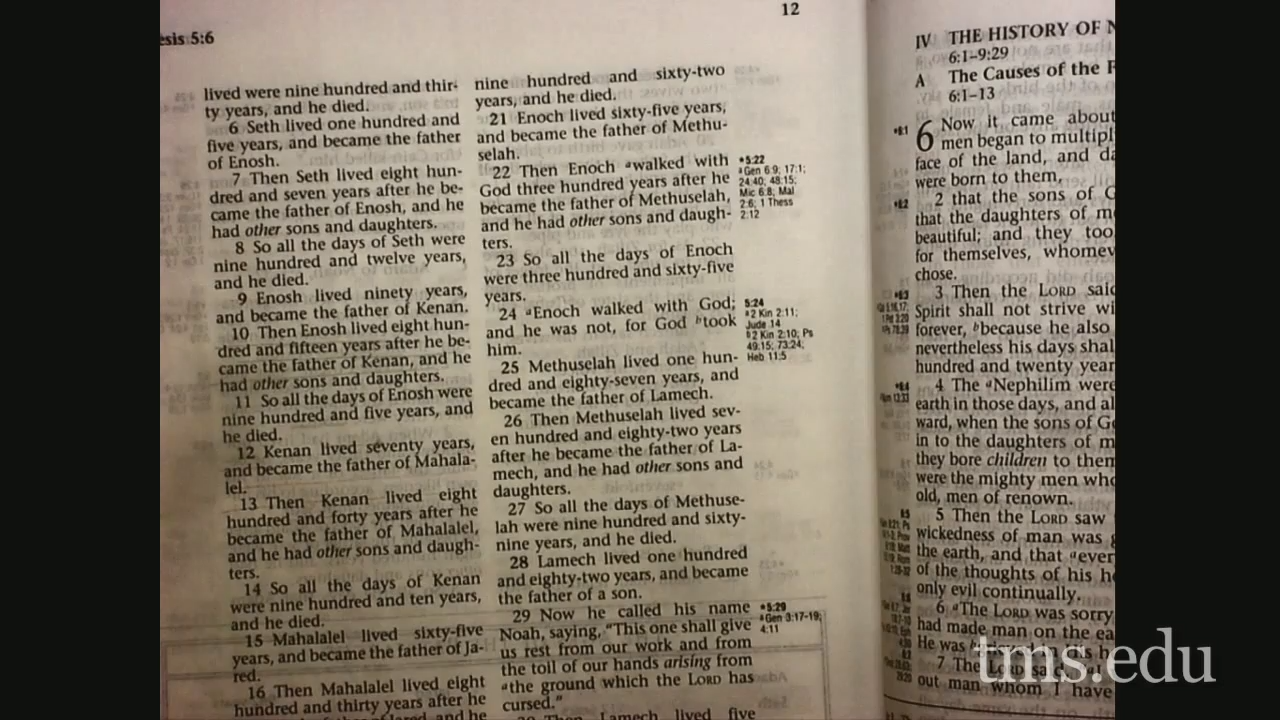 12
esis 5:6
lived were nine hundred and thir-
ty years, and he died.
6 Seth lived one hundred and
five years, and became the father
of Enosh.
7 Then Seth lived eight hun-
dred and seven years after he be-
came the father of Enosh, and he
had other sons and daughters.
8 So all the days of Seth were
nine hundred and twelve years,
and he died.
9 Enosh lived ninety years,
and became the father of Kenan.
10 Then Enosh lived eight hun-
dred and fifteen years after he be-
came the father of Kenan, and he
had other sons and daughters.
11 So all the days of Enosh were
nine hundred and five years, and
he died.
12 Kenan lived seventy years,
and became the father of Mahala-
lel.
13 Then Kenan lived eight
hundred and forty years after he
became the father of Mahalalel,
and he had other sons and daugh-
ters.
14 So all the days of Kenan
were nine hundred and ten years,
and he died.
15 Mahalalel lived sixty-five
years, and became the father of Ja-
red.
16 Then Mahalalel lived eight
hundred and thirty years after he
nine hundred and sixty-two
years, and he died.
21 Enoch lived sixty-five years,
and became the father of Methu-
selah.
22 Then Enoch ᵃwalked with
God three hundred years after he
became the father of Methuselah,
and he had other sons and daugh-
ters.
23 So all the days of Enoch
were three hundred and sixty-five
years.
24 ᵃEnoch walked with God;
and he was not, for God ᵇtook
him.
25 Methuselah lived one hun-
dred and eighty-seven years, and
became the father of Lamech.
26 Then Methuselah lived sev-
en hundred and eighty-two years
after he became the father of La-
mech, and he had other sons and
daughters.
27 So all the days of Methuse-
lah were nine hundred and sixty-
nine years, and he died.
28 Lamech lived one hundred
and eighty-two years, and became
the father of a son.
29 Now he called his name
Noah, saying, "This one shall give
us rest from our work and from
the toil of our hands arising from
ᵃthe ground which the LORD has
cursed."
Lamech lived five
*5:22
ᵃGen 6:9; 17:1;
24:40; 48:15;
Mic 6:8; Mal
2:6; 1 Thess
2:12
5:24
ᵃ2 Kin 2:11;
Jude 14
ᵇ2 Kin 2:10; Ps
49:15; 73:24;
Heb 11:5
*5:29
ᵃGen 3:17-19;
4:11
IV THE HISTORY OF N
6:1–9:29
A The Causes of the F
6:1–13
*6:1
6 Now it came about
men began to multipl
face of the land, and da
were born to them,
*6:2
2 that the sons of G
that the daughters of m
beautiful; and they too
for themselves, whomev
chose.
3 Then the LORD said
Spirit shall not strive wi
forever, ᵇbecause he also
nevertheless his days shal
hundred and twenty year
4 The ᵃNephilim were
earth in those days, and al
ward, when the sons of Go
in to the daughters of m
they bore children to them
were the mighty men who
old, men of renown.
5 Then the LORD saw
wickedness of man was g
the earth, and that ᵃever
of the thoughts of his he
only evil continually.
6 ᵃThe LORD was sorry
had made man on the ea
He was
7 The LORD said
out man whom I have
tms.edu